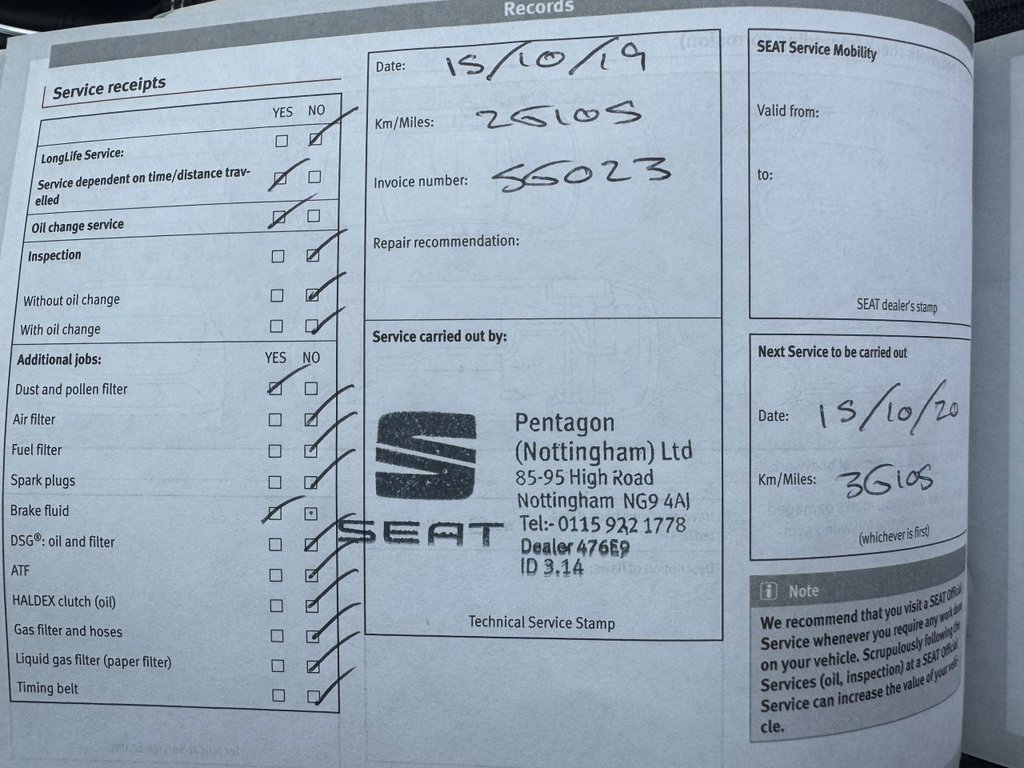 Records
Service receipts
YES NO
LongLife Service:
Service dependent on time/distance trav-
elled
Oil change service
Inspection
Without oil change
With oil change
Additional jobs: YES NO
Dust and pollen filter
Air filter
Fuel filter
Spark plugs
Brake fluid
DSG®: oil and filter
ATF
HALDEX clutch (oil)
Gas filter and hoses
Liquid gas filter (paper filter)
Timing belt
Date: 15/10/19
Km/Miles: 26105
Invoice number: 56023
Repair recommendation:
Service carried out by:
SEAT
Pentagon
(Nottingham) Ltd
85-95 High Road
Nottingham NG9 4AJ
Tel:- 0115 922 1778
Dealer 476E9
ID 3.14
Technical Service Stamp
SEAT Service Mobility
Valid from:
to:
SEAT dealer's stamp
Next Service to be carried out
Date: 15/10/20
Km/Miles: 36105
(whichever is first)
i Note
We recommend that you visit a SEAT Official
Service whenever you require any work done
on your vehicle. Scrupulously following the
Services (oil, inspection) at a SEAT Official
Service can increase the value of your vehi-
cle.